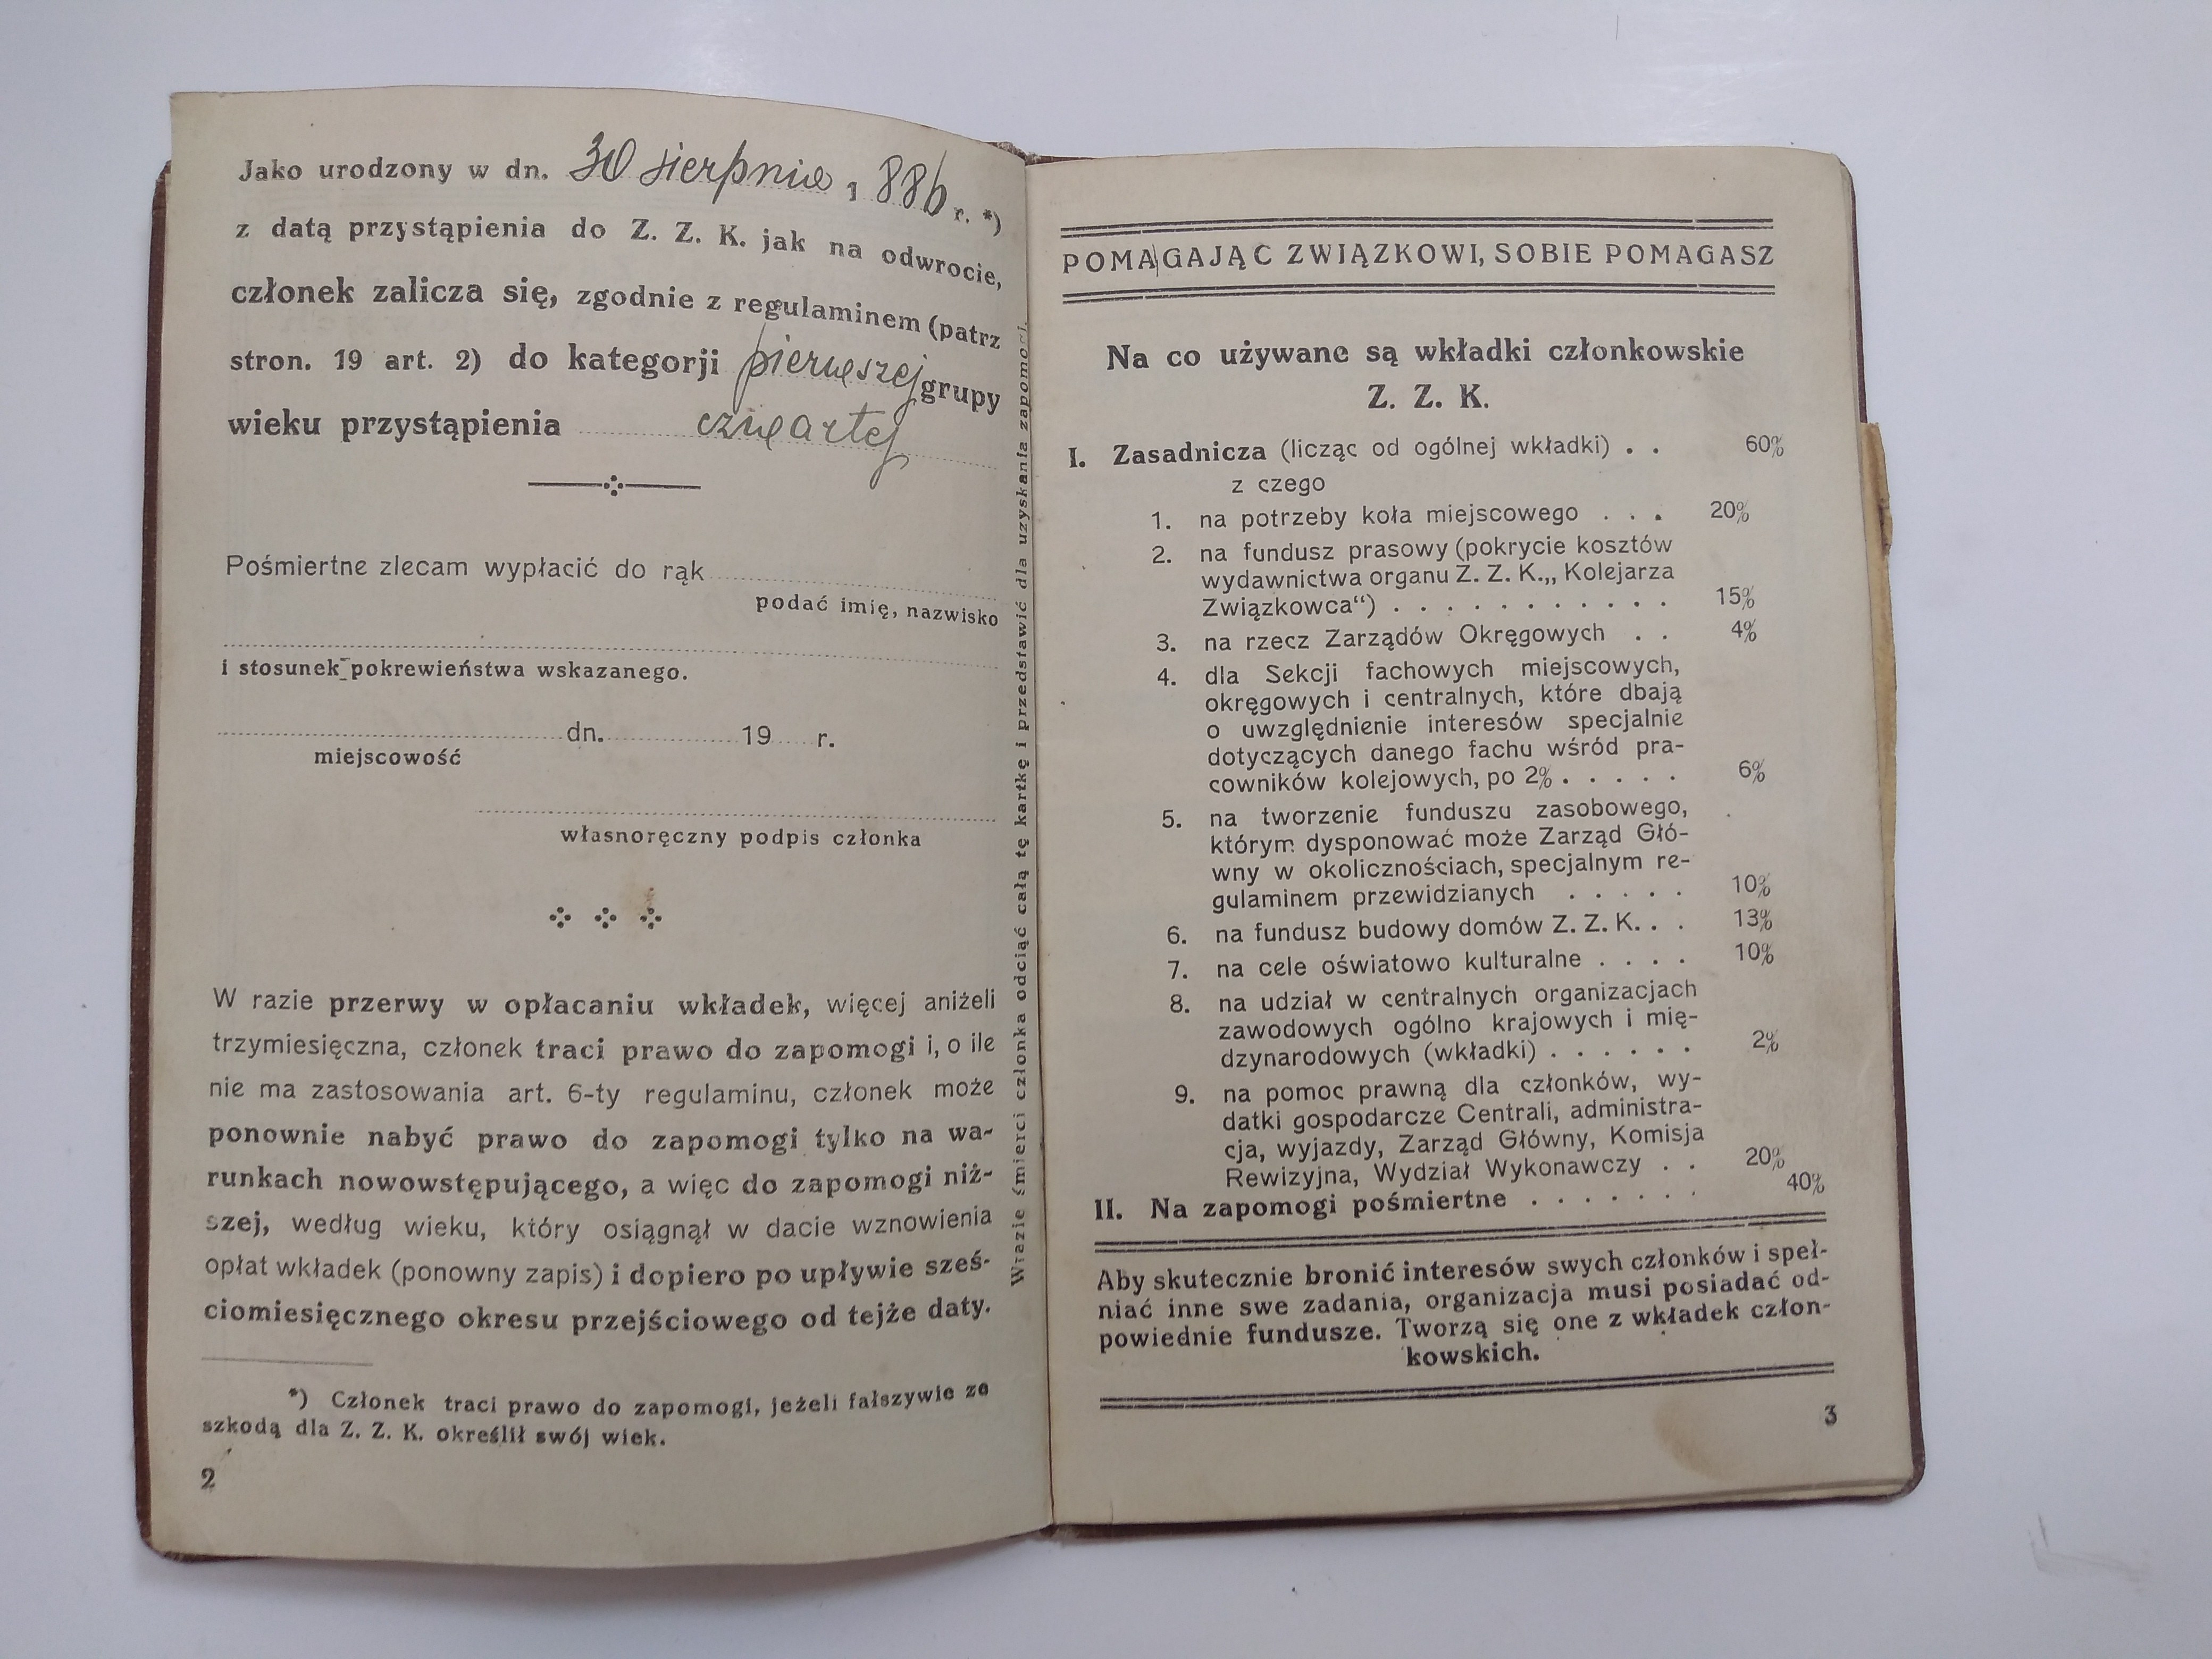 Jako urodzony w dn. 30 sierpnia 1886 r. *)
z datą przystąpienia do Z. Z. K. jak na odwrocie,
członek zalicza się, zgodnie z regulaminem (patrz
stron. 19 art. 2) do kategorji pierwszej grupy
wieku przystąpienia czwartej
Pośmiertne zlecam wypłacić do rąk
podać imię, nazwisko
i stosunek pokrewieństwa wskazanego.
dn. 19 r.
miejscowość
własnoręczny podpis członka
W razie przerwy w opłacaniu wkładek, więcej aniżeli
trzymiesięczna, członek traci prawo do zapomogi i, o ile
nie ma zastosowania art. 6-ty regulaminu, członek może
ponownie nabyć prawo do zapomogi tylko na wa-
runkach nowowstępującego, a więc do zapomogi niż-
szej, według wieku, który osiągnął w dacie wznowienia
opłat wkładek (ponowny zapis) i dopiero po upływie sześ-
ciomiesięcznego okresu przejściowego od tejże daty.
*) Członek traci prawo do zapomogi, jeżeli fałszywie ze
szkodą dla Z. Z. K. określił swój wiek.
2
W razie śmierci członka odciąć całą tę kartkę i przedstawić dla uzyskania zapomogi.
POMAGAJĄC ZWIĄZKOWI, SOBIE POMAGASZ
Na co używane są wkładki członkowskie
Z. Z. K.
I. Zasadnicza (licząc od ogólnej wkładki) . . 60%
z czego
1. na potrzeby koła miejscowego . . . 20%
2. na fundusz prasowy (pokrycie kosztów
wydawnictwa organu Z. Z. K.„ Kolejarza
Związkowca“) . . . . . . . . . . . 15%
3. na rzecz Zarządów Okręgowych . . 4%
4. dla Sekcji fachowych miejscowych,
okręgowych i centralnych, które dbają
o uwzględnienie interesów specjalnie
dotyczących danego fachu wśród pra-
cowników kolejowych, po 2% . . . . . 6%
5. na tworzenie funduszu zasobowego,
którym dysponować może Zarząd Głó-
wny w okolicznościach, specjalnym re-
gulaminem przewidzianych . . . . . 10%
6. na fundusz budowy domów Z. Z. K. . . 13%
7. na cele oświatowo kulturalne . . . . 10%
8. na udział w centralnych organizacjach
zawodowych ogólno krajowych i mię-
dzynarodowych (wkładki) . . . . . . 2%
9. na pomoc prawną dla członków, wy-
datki gospodarcze Centrali, administra-
cja, wyjazdy, Zarząd Główny, Komisja
Rewizyjna, Wydział Wykonawczy . . 20%
II. Na zapomogi pośmiertne . . . . . . . 40%
Aby skutecznie bronić interesów swych członków i speł-
niać inne swe zadania, organizacja musi posiadać od-
powiednie fundusze. Tworzą się one z wkładek człon-
kowskich.
3